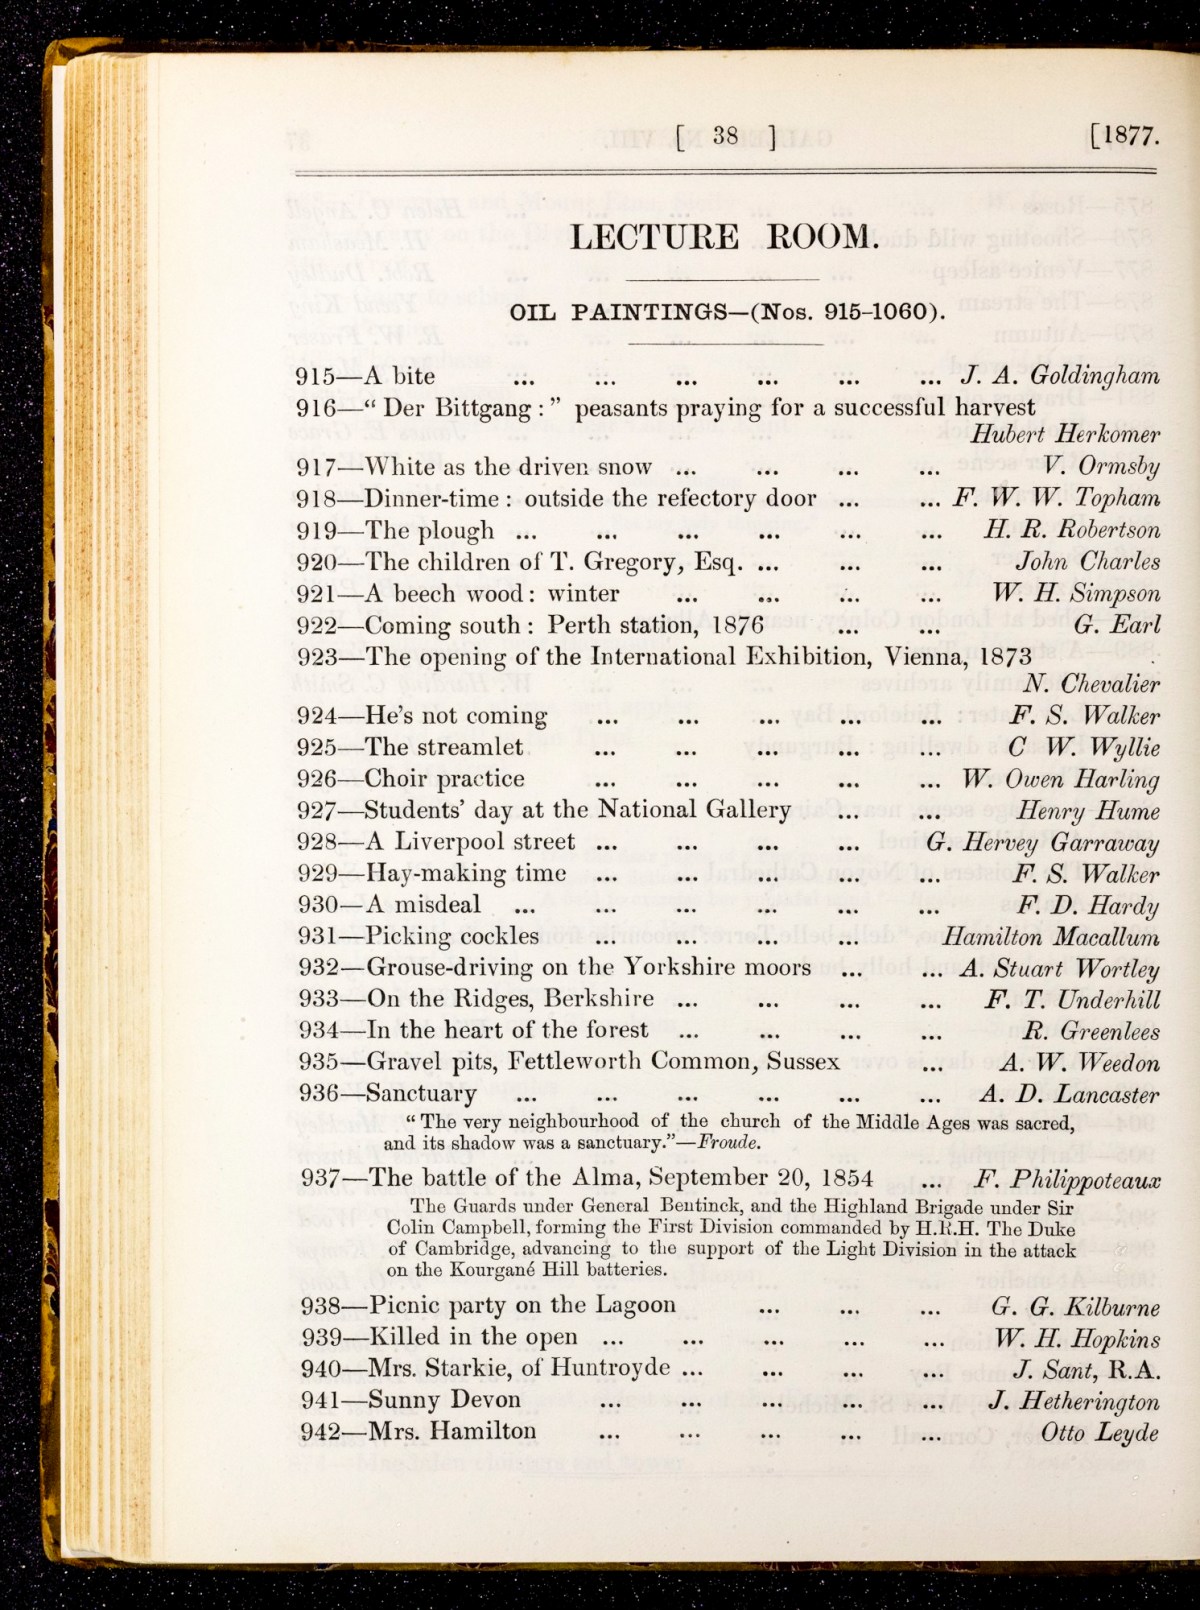 [ 38 ] [1877.
LECTURE ROOM.
OIL PAINTINGS—(Nos. 915-1060).
915—A bite ... ... ... ... ... ... J. A. Goldingham
916—“ Der Bittgang : ” peasants praying for a successful harvest
Hubert Herkomer
917—White as the driven snow ... ... ... ... V. Ormsby
918—Dinner-time : outside the refectory door ... ... F. W. W. Topham
919—The plough ... ... ... ... ... ... H. R. Robertson
920—The children of T. Gregory, Esq. ... ... ... John Charles
921—A beech wood : winter ... ... ... ... W. H. Simpson
922—Coming south : Perth station, 1876 ... ... G. Earl
923—The opening of the International Exhibition, Vienna, 1873
N. Chevalier
924—He’s not coming ... ... ... ... ... F. S. Walker
925—The streamlet ... ... ... ... ... C W. Wyllie
926—Choir practice ... ... ... ... ... W. Owen Harling
927—Students’ day at the National Gallery ... ... Henry Hume
928—A Liverpool street ... ... ... ... G. Hervey Garraway
929—Hay-making time ... ... ... ... ... F. S. Walker
930—A misdeal ... ... ... ... ... ... F. D. Hardy
931—Picking cockles ... ... ... ... Hamilton Macallum
932—Grouse-driving on the Yorkshire moors ... ... A. Stuart Wortley
933—On the Ridges, Berkshire ... ... ... ... F. T. Underhill
934—In the heart of the forest ... ... ... ... R. Greenlees
935—Gravel pits, Fettleworth Common, Sussex ... A. W. Weedon
936—Sanctuary ... ... ... ... ... ... A. D. Lancaster
“ The very neighbourhood of the church of the Middle Ages was sacred,
and its shadow was a sanctuary.”—Froude.
937—The battle of the Alma, September 20, 1854 ... F. Philippoteaux
The Guards under General Bentinck, and the Highland Brigade under Sir
Colin Campbell, forming the First Division commanded by H.R.H. The Duke
of Cambridge, advancing to the support of the Light Division in the attack
on the Kourgané Hill batteries.
938—Picnic party on the Lagoon ... ... ... G. G. Kilburne
939—Killed in the open ... ... ... ... ... W. H. Hopkins
940—Mrs. Starkie, of Huntroyde ... ... ... ... J. Sant, R.A.
941—Sunny Devon ... ... ... ... ... J. Hetherington
942—Mrs. Hamilton ... ... ... ... ... Otto Leyde